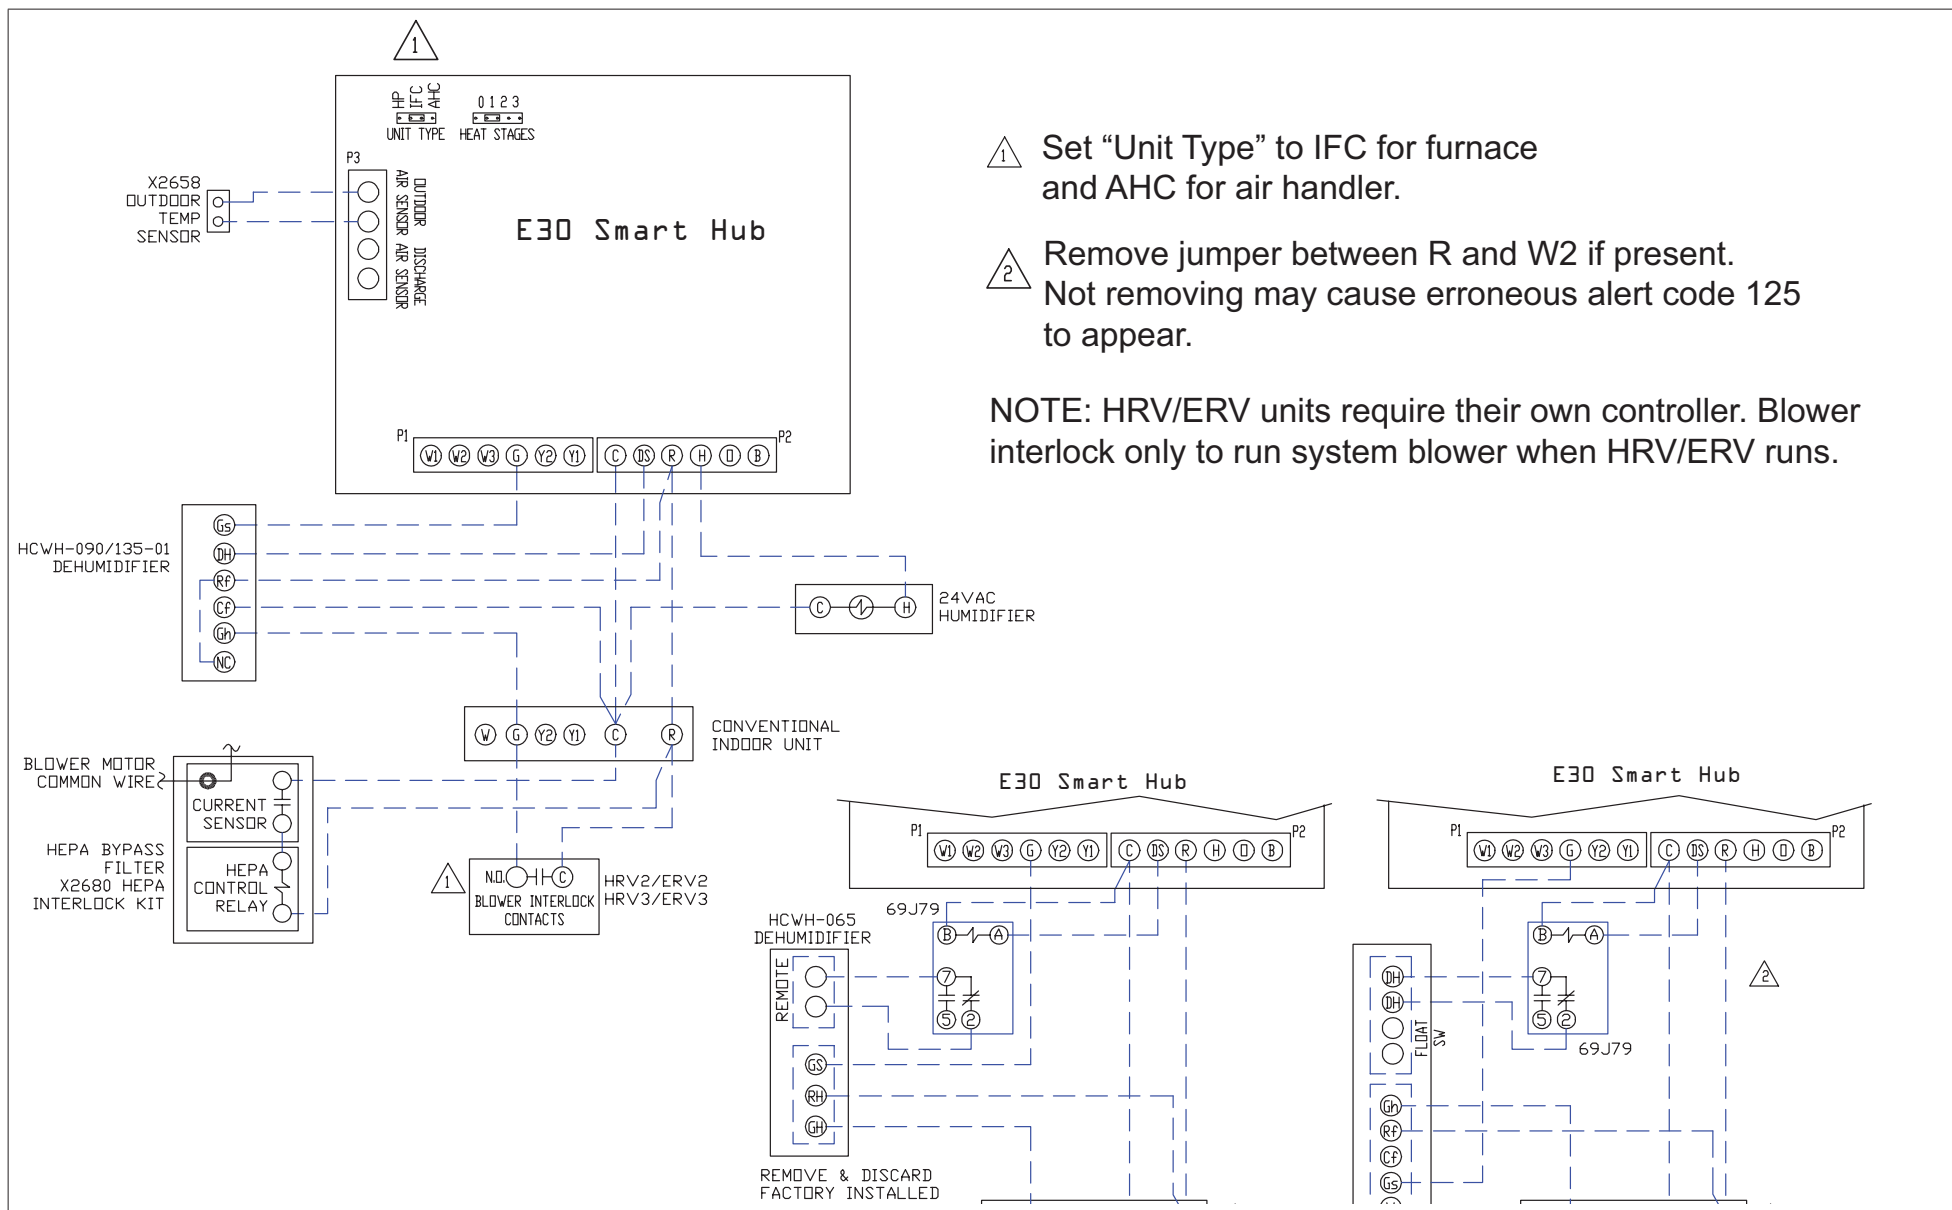 1
HP
IFC
AHC
0 1 2 3
UNIT TYPE
HEAT STAGES
P3
OUTDOOR
AIR SENSOR
DISCHARGE
AIR SENSOR
X2658
OUTDOOR
TEMP
SENSOR
E30 Smart Hub
P1
W1 W2 W3 G Y2 Y1
C DS R H O B
P2
1
Set “Unit Type” to IFC for furnace
and AHC for air handler.
2
Remove jumper between R and W2 if present.
Not removing may cause erroneous alert code 125
to appear.
NOTE: HRV/ERV units require their own controller. Blower
interlock only to run system blower when HRV/ERV runs.
HCWH-090/135-01
DEHUMIDIFIER
Gs
DH
Rf
Cf
Gh
NC
C
H
24VAC
HUMIDIFIER
W G Y2 Y1 C R
CONVENTIONAL
INDOOR UNIT
BLOWER MOTOR
COMMON WIRE
CURRENT
SENSOR
HEPA BYPASS
FILTER
X2680 HEPA
INTERLOCK KIT
HEPA
CONTROL
RELAY
1
N.O.
C
BLOWER INTERLOCK
CONTACTS
HRV2/ERV2
HRV3/ERV3
E30 Smart Hub
P1
W1 W2 W3 G Y2 Y1
C DS R H O B
P2
69J79
B
A
7
5
2
HCWH-065
DEHUMIDIFIER
REMOTE
GS
RH
GH
REMOVE & DISCARD
FACTORY INSTALLED
E30 Smart Hub
P1
W1 W2 W3 G Y2 Y1
C DS R H O B
P2
B
A
7
5
2
69J79
2
DH
DH
FLOAT
SW
Gh
Rf
Cf
Gs